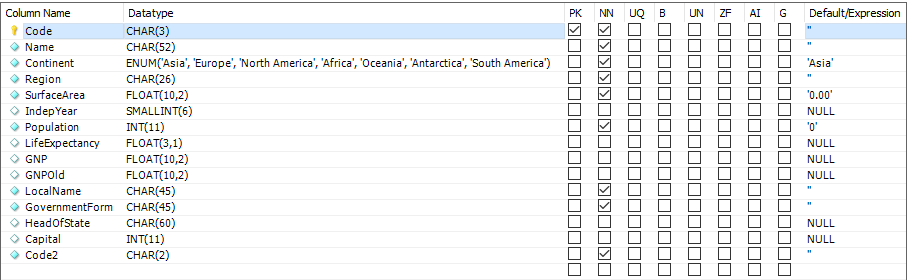 Column Name Datatype PK NN UQ B UN ZF AI G Default/Expression
Code CHAR(3) ''
Name CHAR(52) ''
Continent ENUM('Asia', 'Europe', 'North America', 'Africa', 'Oceania', 'Antarctica', 'South America') 'Asia'
Region CHAR(26) ''
SurfaceArea FLOAT(10,2) '0.00'
IndepYear SMALLINT(6) NULL
Population INT(11) '0'
LifeExpectancy FLOAT(3,1) NULL
GNP FLOAT(10,2) NULL
GNPOld FLOAT(10,2) NULL
LocalName CHAR(45) ''
GovernmentForm CHAR(45) ''
HeadOfState CHAR(60) NULL
Capital INT(11) NULL
Code2 CHAR(2) ''